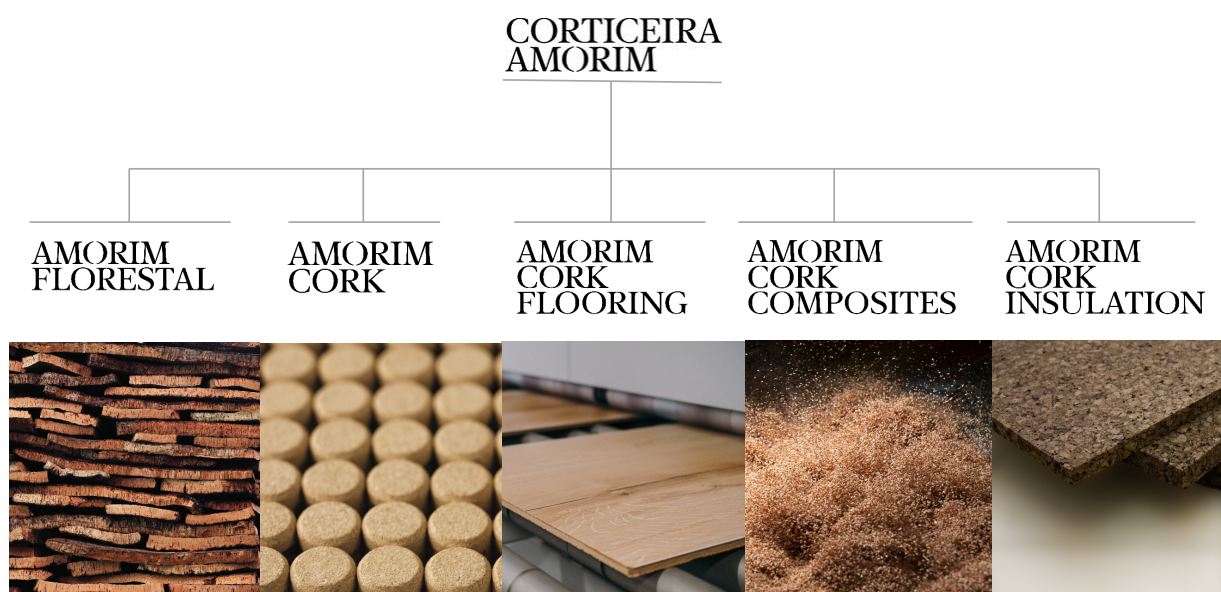 CORTICEIRA
AMORIM
AMORIM
FLORESTAL
AMORIM
CORK
AMORIM
CORK
FLOORING
AMORIM
CORK
COMPOSITES
AMORIM
CORK
INSULATION